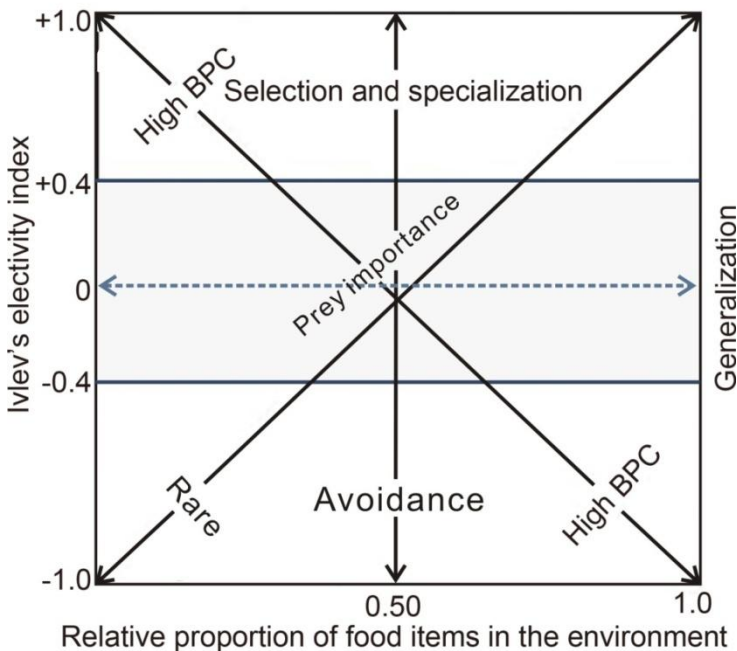 +1.0
High BPC
Selection and specialization
+0.4
Prey importance
0
-0.4
Ivlev's electivity index
Generalization
Rare
Avoidance
High BPC
-1.0
0.50
1.0
Relative proportion of food items in the environment